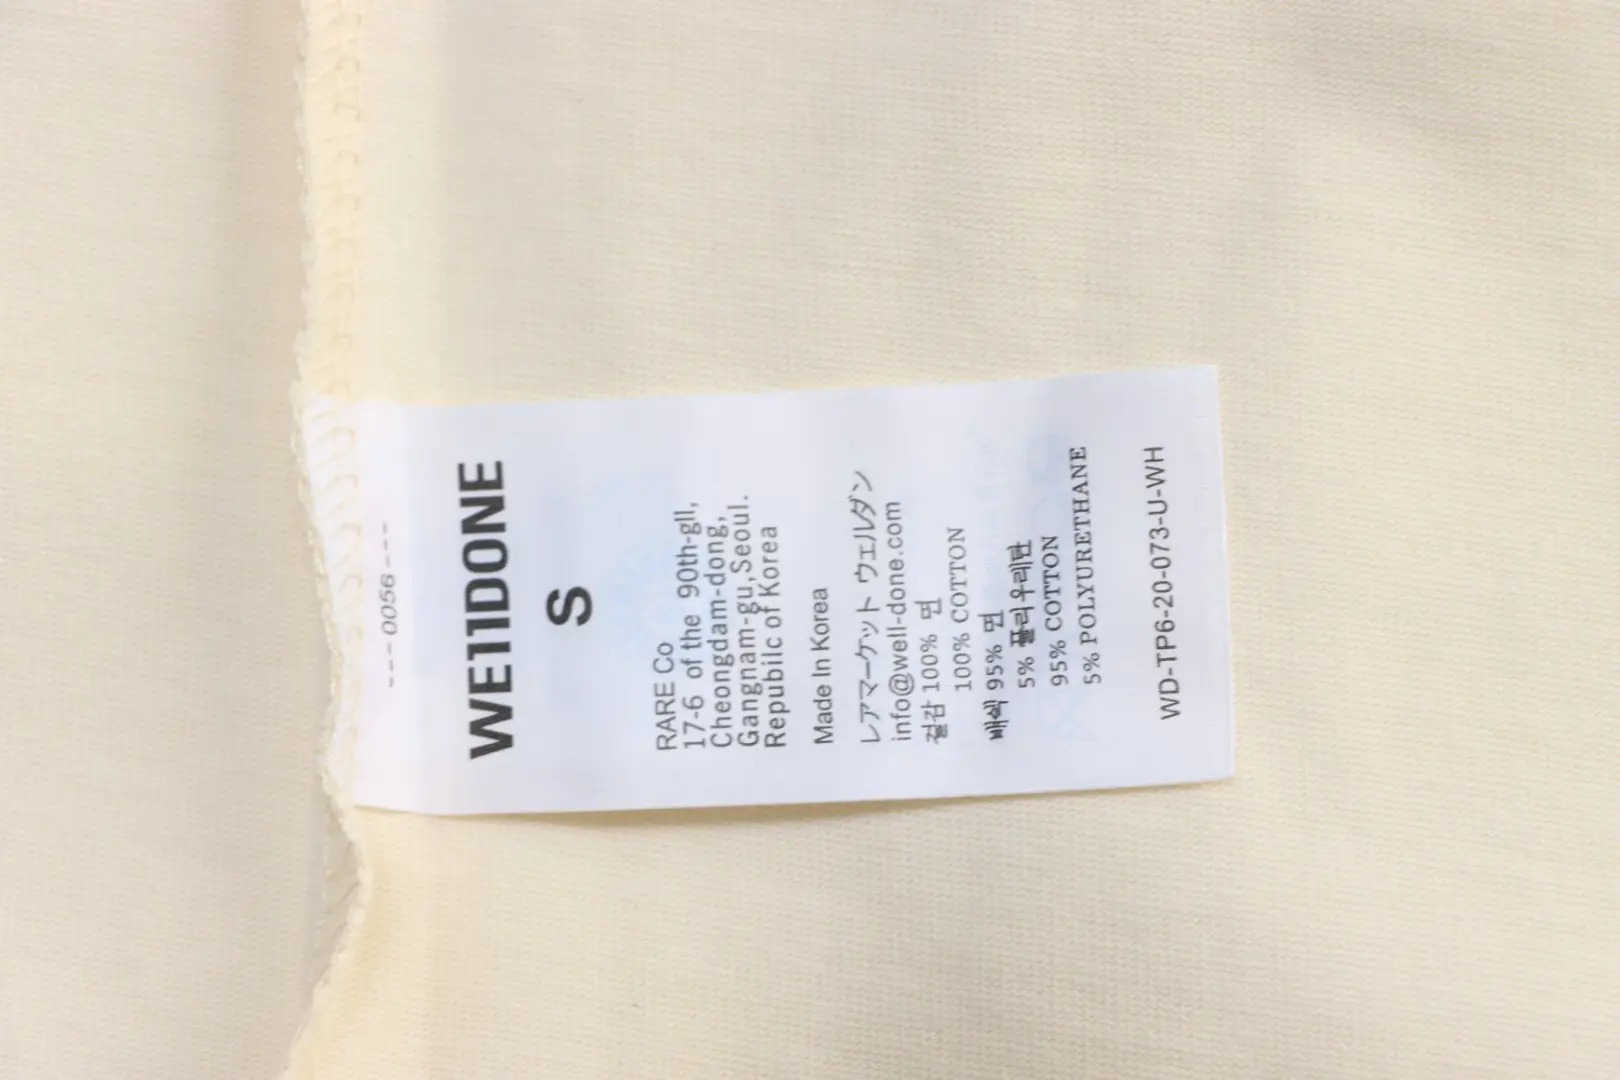 ---0056---
WE11DONE
S
RARE Co
17-6 of the 90th-gll,
Cheongdam-dong,
Gangnam-gu,Seoul.
Repubilc of Korea
Made In Korea
レアマーケット ウェルダン
info@well-done.com
겉감 100% 면
100% COTTON
배색 95% 면
5% 폴리우레탄
95% COTTON
5% POLYURETHANE
WD-TP6-20-073-U-WH